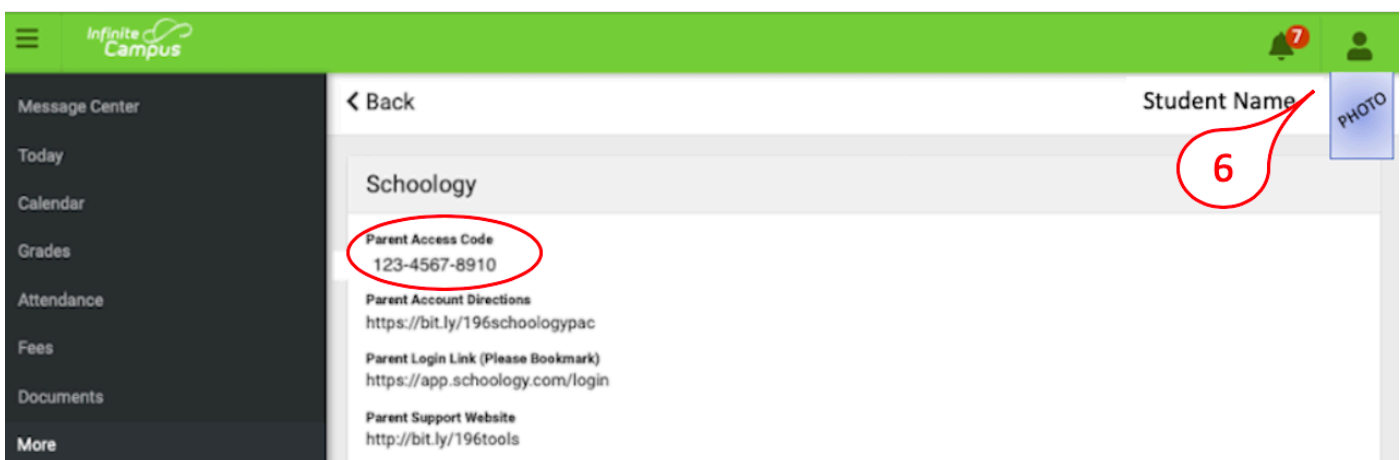 Infinite
Campus
7
Message Center
Today
Calendar
Grades
Attendance
Fees
Documents
More
Back
Student Name
PHOTO
6
Schoology
Parent Access Code
123-4567-8910
Parent Account Directions
https://bit.ly/196schoologypac
Parent Login Link (Please Bookmark)
https://app.schoology.com/login
Parent Support Website
http://bit.ly/196tools